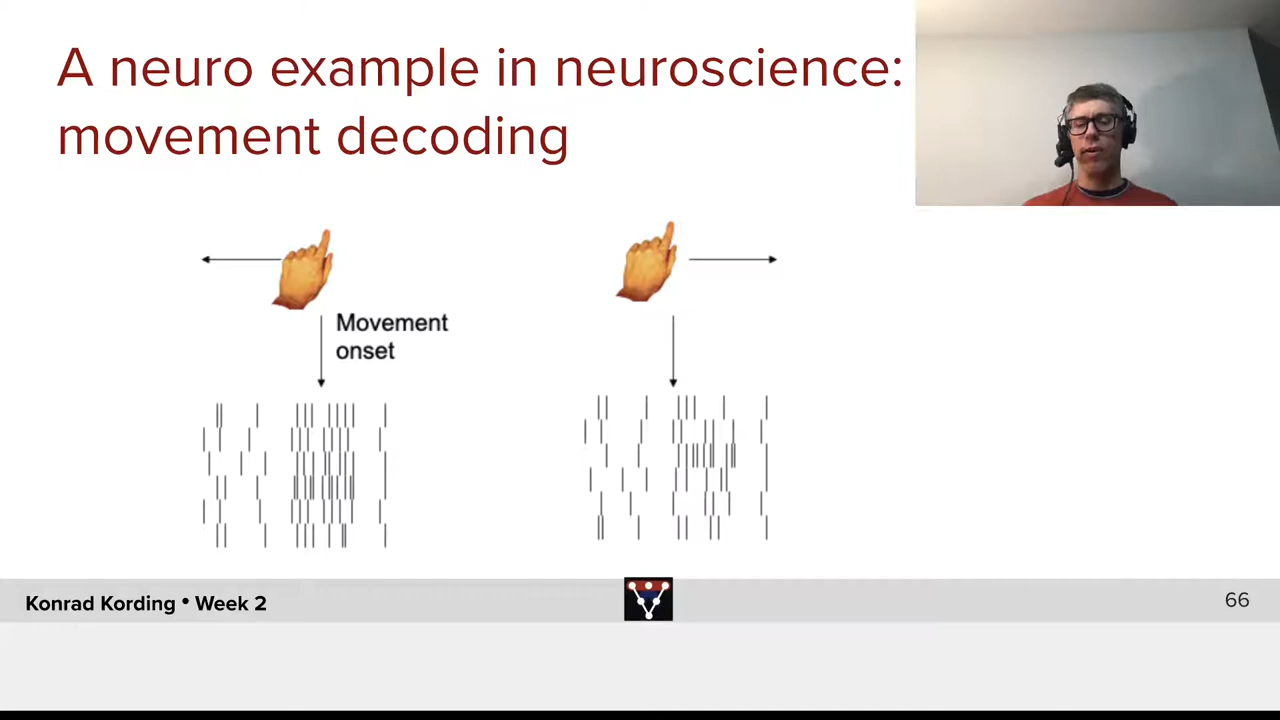 A neuro example in neuroscience:
movement decoding
Movement
onset
Konrad Kording • Week 2
66